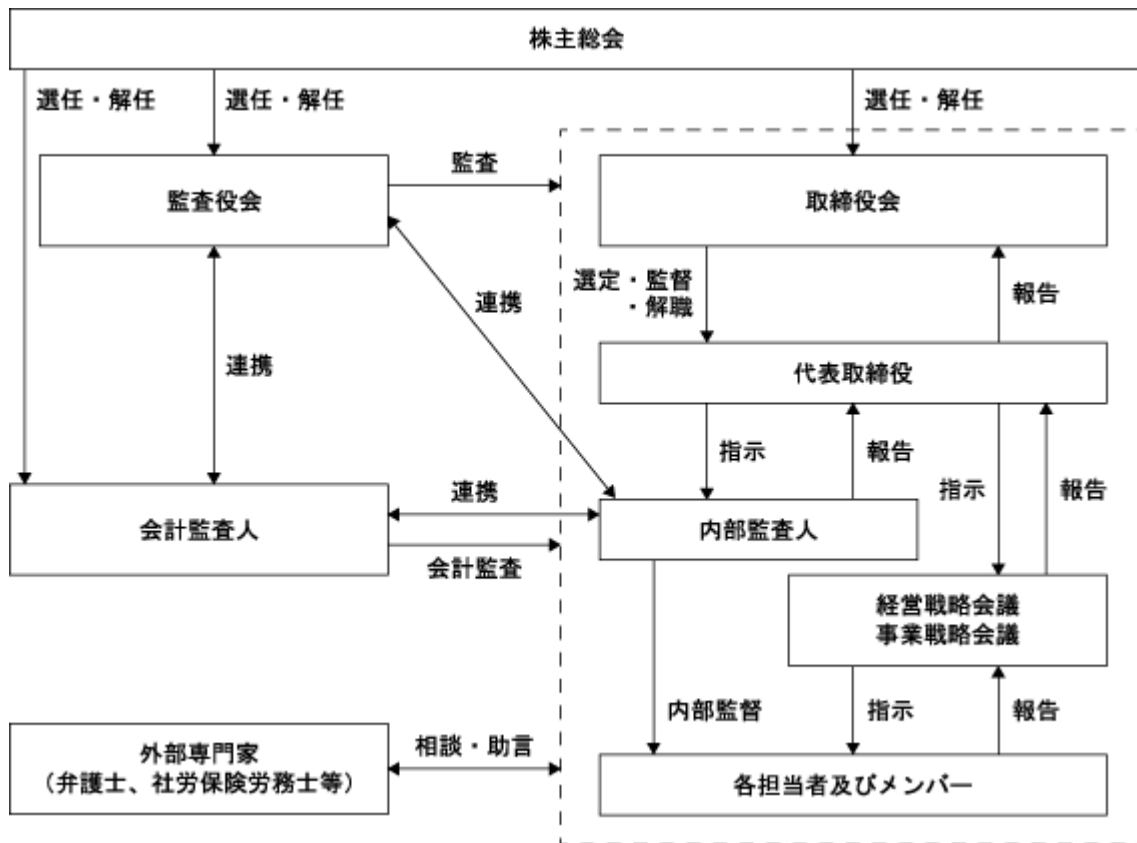 株主総会
選任・解任
選任・解任
選任・解任
監査役会
監査
取締役会
選定・監督
・解職
報告
連携
連携
代表取締役
指示
報告
指示
報告
会計監査人
連携
会計監査
内部監査人
経営戦略会議
事業戦略会議
内部監督
指示
報告
外部専門家
（弁護士、社労保険労務士等）
相談・助言
各担当者及びメンバー